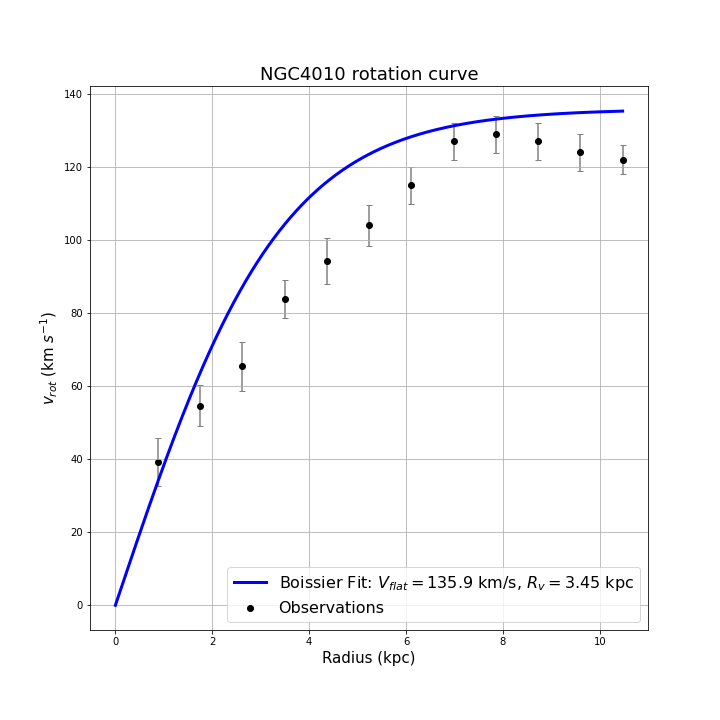 NGC4010 rotation curve
140
120
100
80
60
40
20
0
v_rot (km s⁻¹)
Boissier Fit: V_flat = 135.9 km/s, R_v = 3.45 kpc
Observations
0 2 4 6 8 10
Radius (kpc)